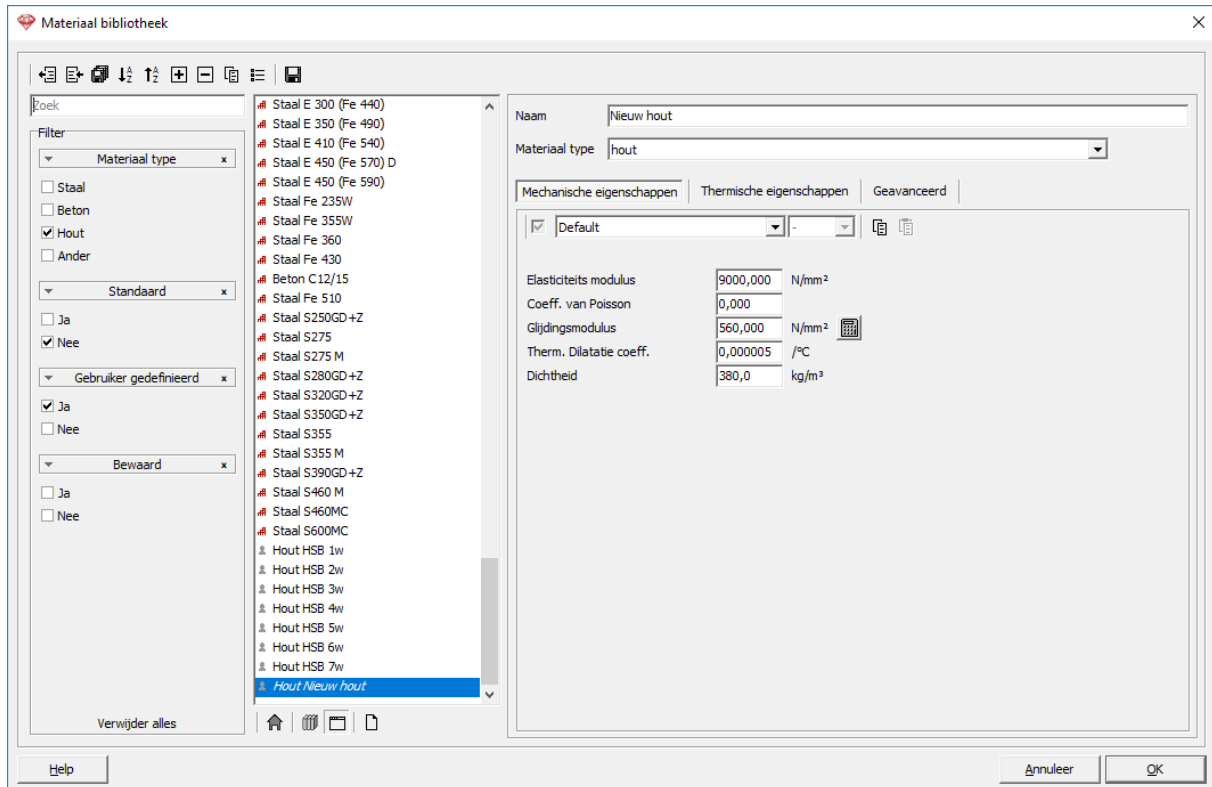 Materiaal bibliotheek
Zoek
Filter
Materiaal type x
Staal
Beton
Hout
Ander
Standaard x
Ja
Nee
Gebruiker gedefinieerd x
Ja
Nee
Bewaard x
Ja
Nee
Verwijder alles
Staal E 300 (Fe 440)
Staal E 350 (Fe 490)
Staal E 410 (Fe 540)
Staal E 450 (Fe 570) D
Staal E 450 (Fe 590)
Staal Fe 235W
Staal Fe 355W
Staal Fe 360
Staal Fe 430
Beton C12/15
Staal Fe 510
Staal S250GD+Z
Staal S275
Staal S275 M
Staal S280GD+Z
Staal S320GD+Z
Staal S350GD+Z
Staal S355
Staal S355 M
Staal S390GD+Z
Staal S460 M
Staal S460MC
Staal S600MC
Hout HSB 1w
Hout HSB 2w
Hout HSB 3w
Hout HSB 4w
Hout HSB 5w
Hout HSB 6w
Hout HSB 7w
Hout Nieuw hout
Naam Nieuw hout
Materiaal type hout
Mechanische eigenschappen Thermische eigenschappen Geavanceerd
Default -
Elasticiteits modulus 9000,000 N/mm²
Coeff. van Poisson 0,000
Glijdingsmodulus 560,000 N/mm²
Therm. Dilatatie coeff. 0,000005 /°C
Dichtheid 380,0 kg/m³
Help Annuleer OK